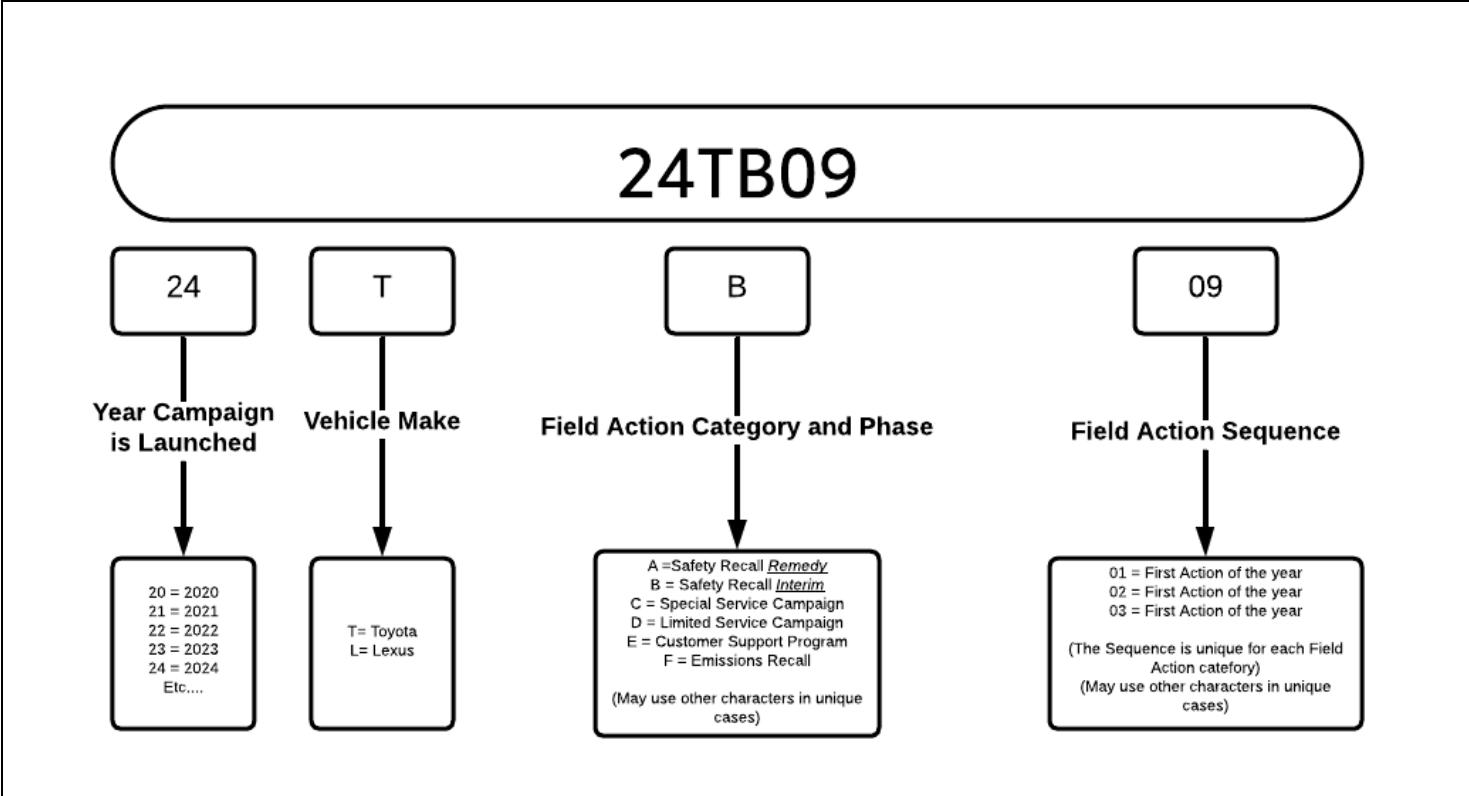 24TB09
24
T
B
09
Year Campaign
is Launched
Vehicle Make
Field Action Category and Phase
Field Action Sequence
20 = 2020
21 = 2021
22 = 2022
23 = 2023
24 = 2024
Etc....
T= Toyota
L= Lexus
A =Safety Recall Remedy
B = Safety Recall Interim
C = Special Service Campaign
D = Limited Service Campaign
E = Customer Support Program
F = Emissions Recall
(May use other characters in unique
cases)
01 = First Action of the year
02 = First Action of the year
03 = First Action of the year
(The Sequence is unique for each Field
Action catefory)
(May use other characters in unique
cases)